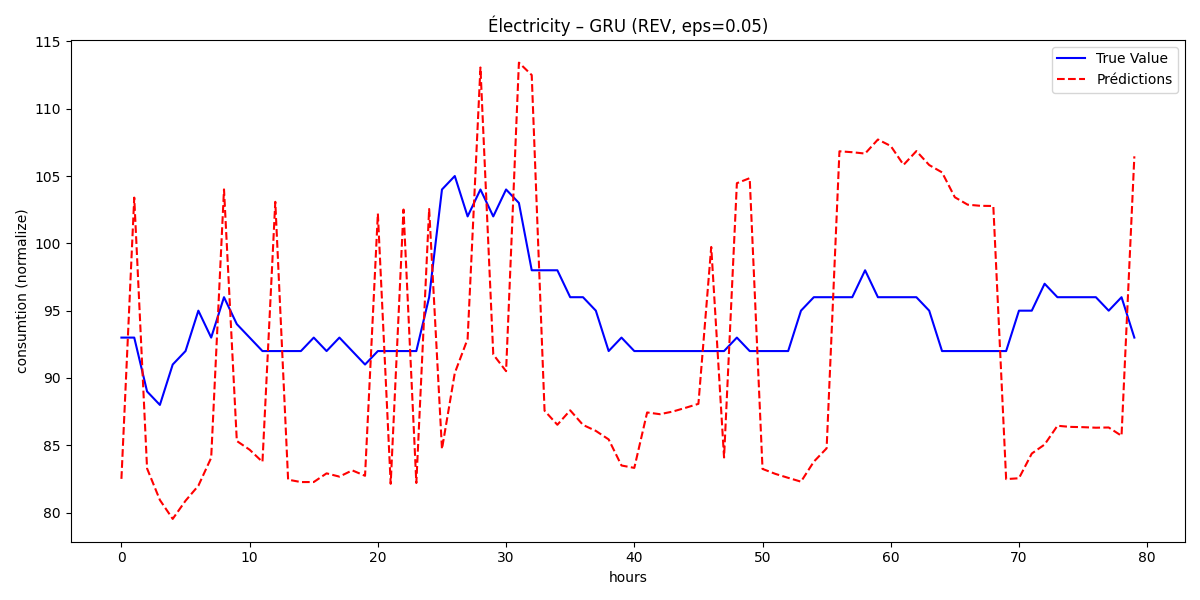 Électricity – GRU (REV, eps=0.05)
True Value
Prédictions
consumtion (normalize)
115
110
105
100
95
90
85
80
0 10 20 30 40 50 60 70 80
hours